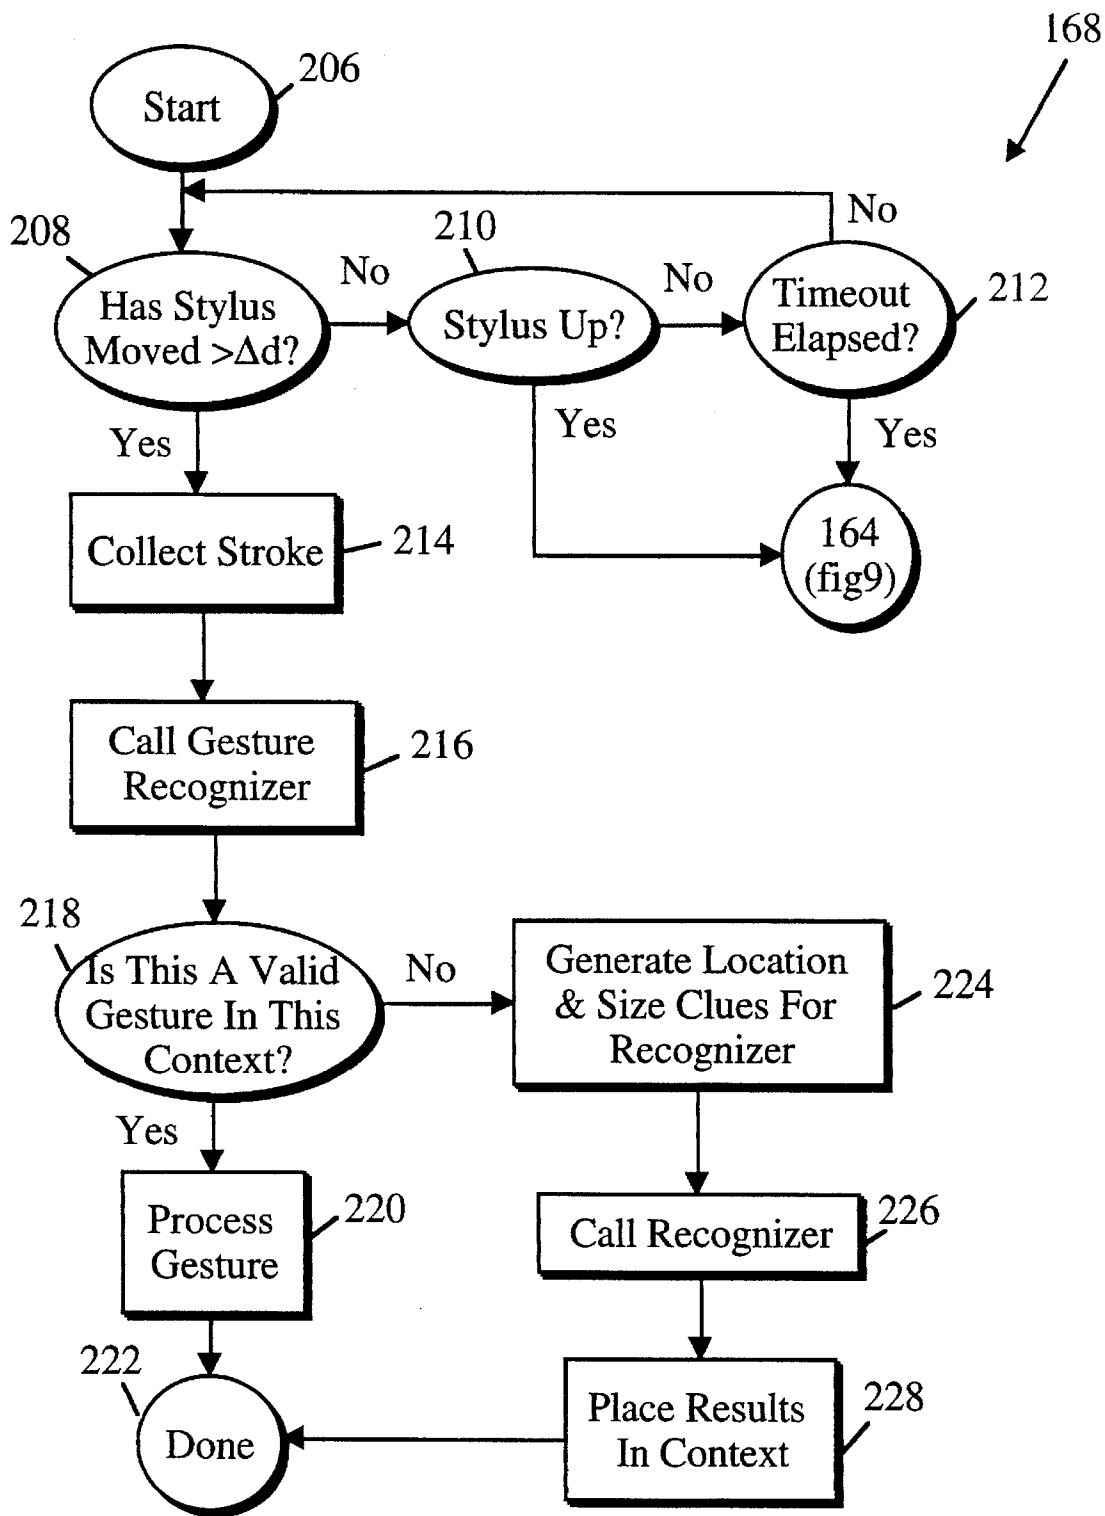 168
206
Start
No
208
210
No
No
Has Stylus
Moved >Δd?
Stylus Up?
Timeout
Elapsed?
212
Yes
Yes
Yes
Collect Stroke
214
164
(fig9)
Call Gesture
Recognizer
216
218
Is This A Valid
Gesture In This
Context?
No
Generate Location
& Size Clues For
Recognizer
224
Yes
Process
Gesture
220
Call Recognizer
226
222
Done
Place Results
In Context
228